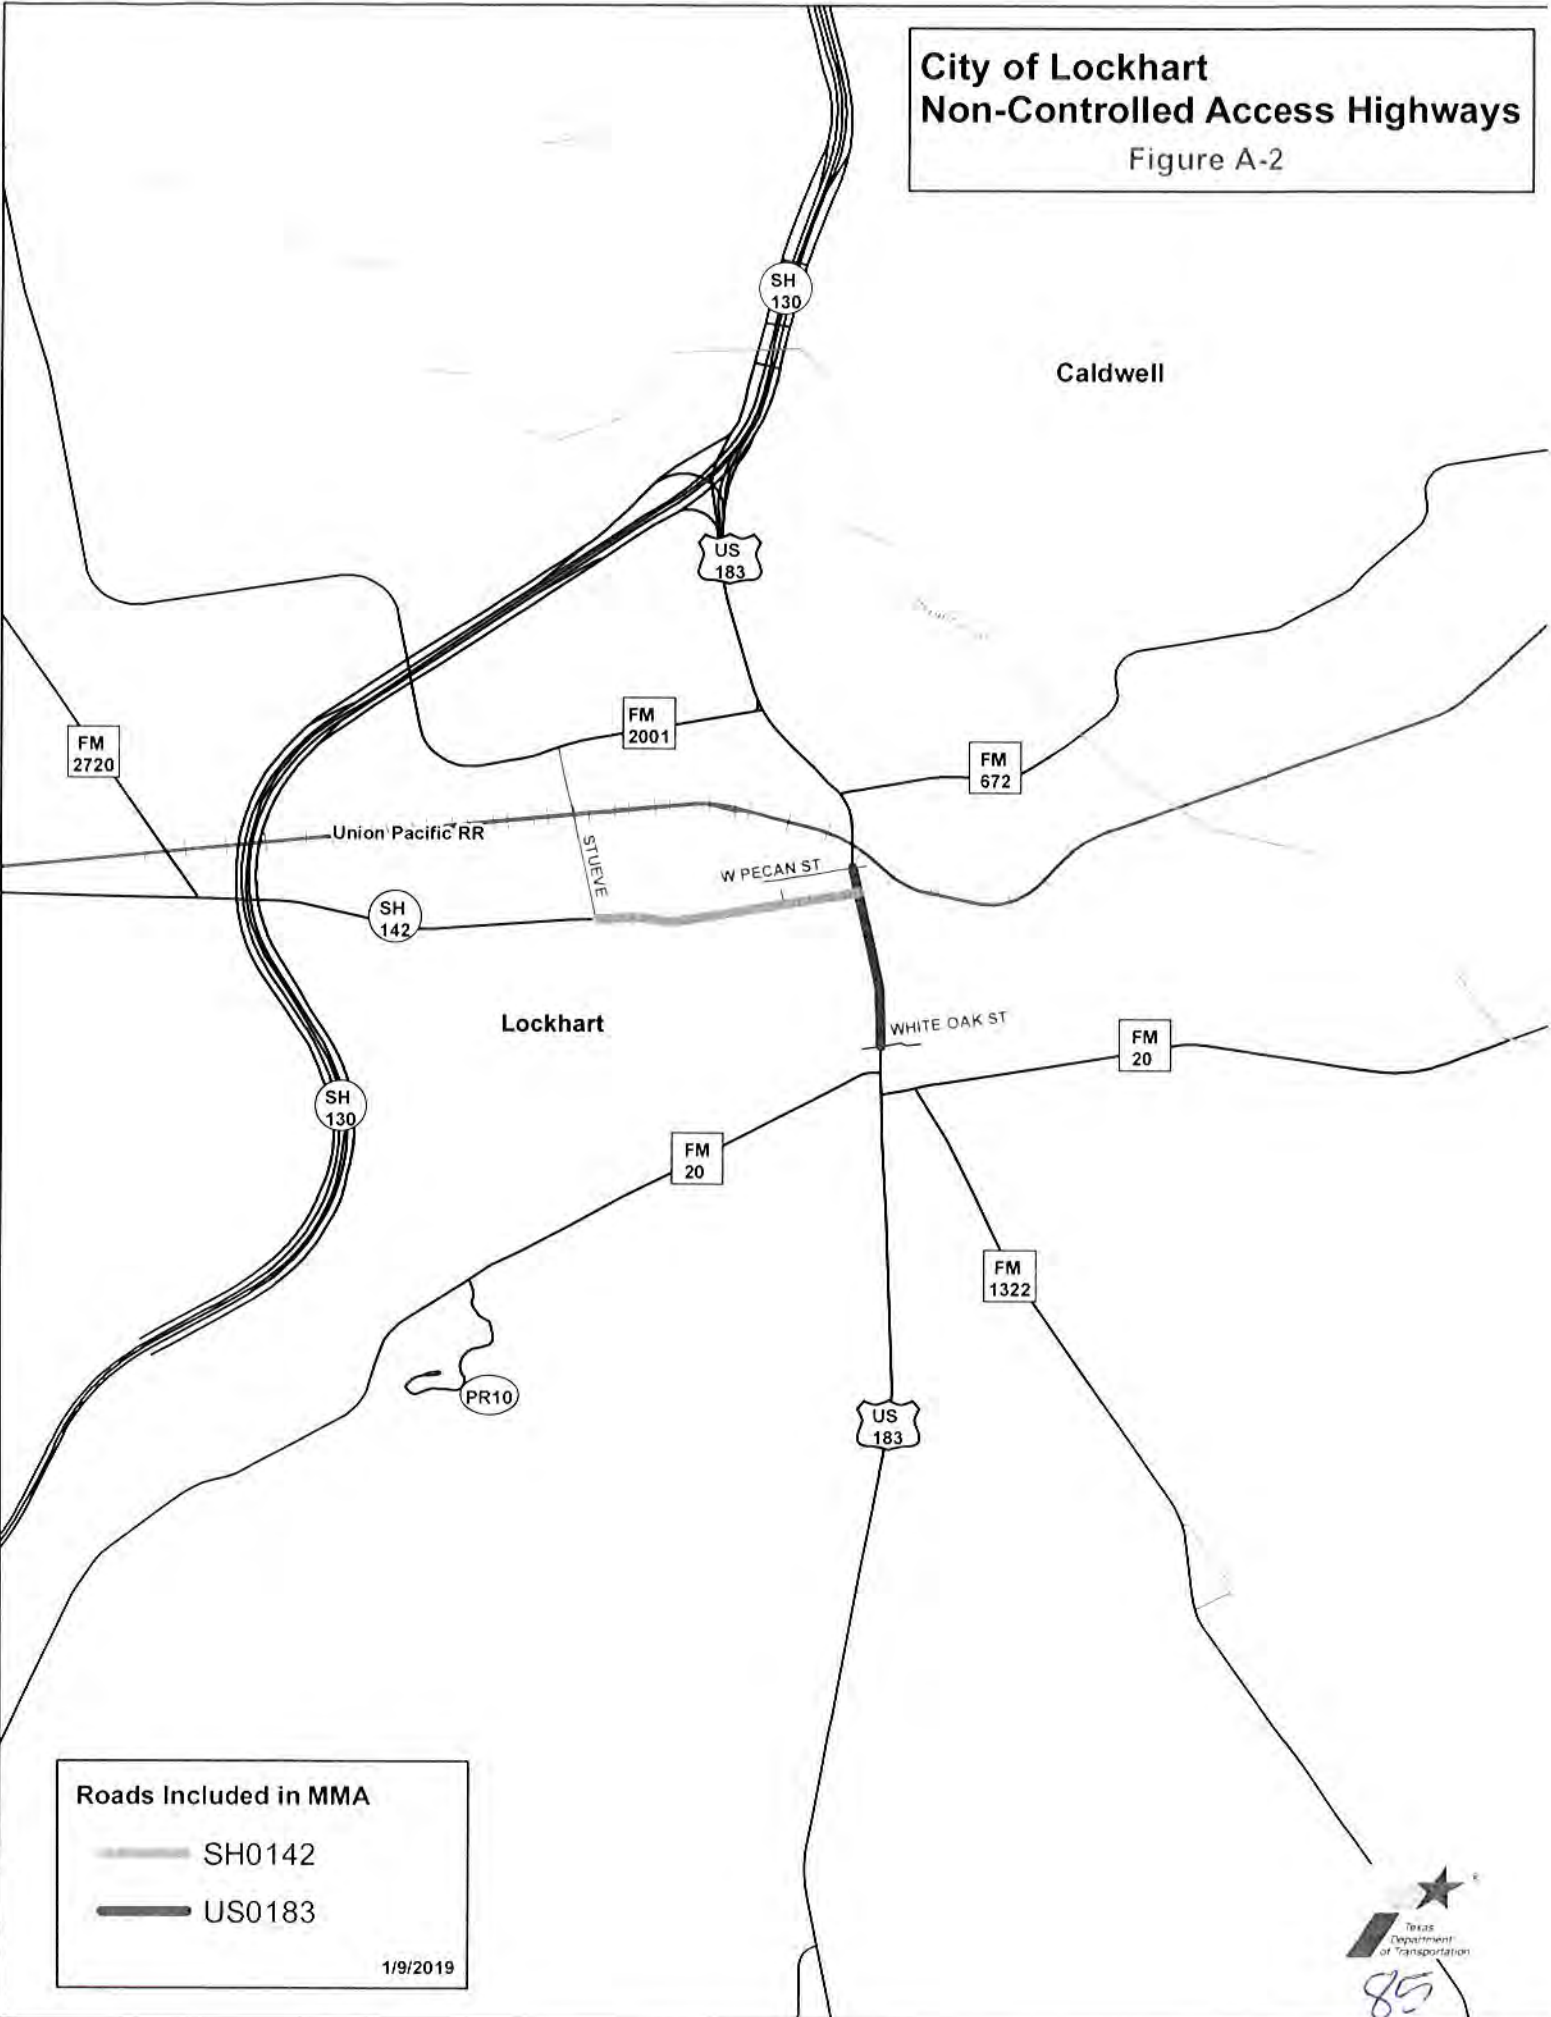 City of Lockhart
Non-Controlled Access Highways
Figure A-2
SH
130
Caldwell
US
183
FM
2001
FM
2720
FM
672
Union Pacific RR
STUEVE
W PECAN ST
SH
142
Lockhart
WHITE OAK ST
FM
20
SH
130
FM
20
FM
1322
PR10
US
183
Roads Included in MMA
SH0142
US0183
1/9/2019
®
Texas
Department
of Transportation
85